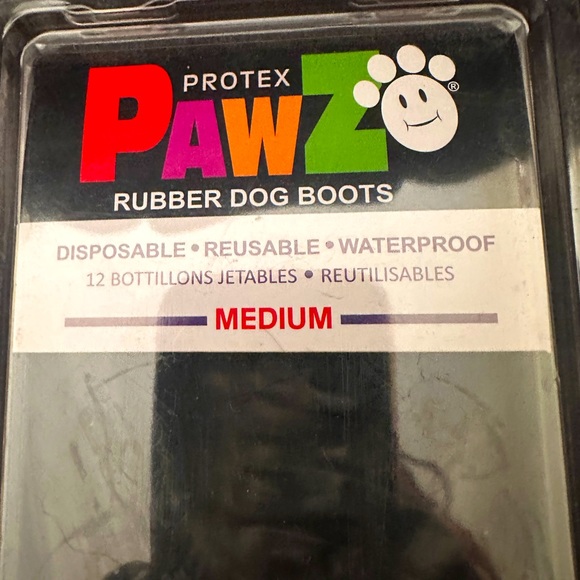 PROTEX
PAWZ®
RUBBER DOG BOOTS
DISPOSABLE • REUSABLE • WATERPROOF
12 BOTTILLONS JETABLES • REUTILISABLES
MEDIUM